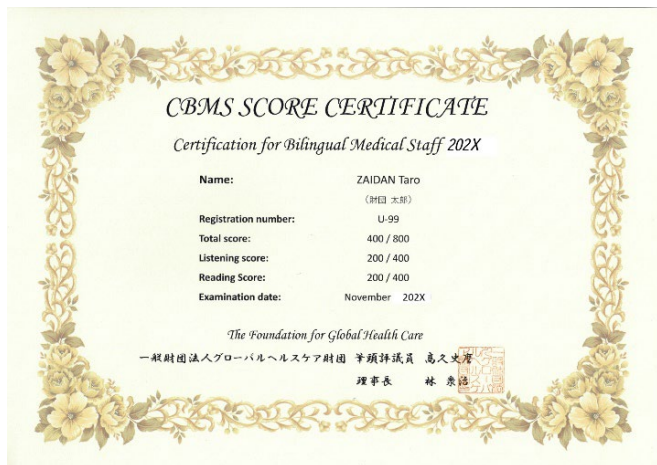 CBMS SCORE CERTIFICATE
Certification for Bilingual Medical Staff 202X
Name: ZAIDAN Taro
（財団 太郎）
Registration number: U-99
Total score: 400 / 800
Listening score: 200 / 400
Reading Score: 200 / 400
Examination date: November 202X
The Foundation for Global Health Care
一般財団法人グローバルヘルスケア財団 筆頭評議員 高久史麿
理事長 林